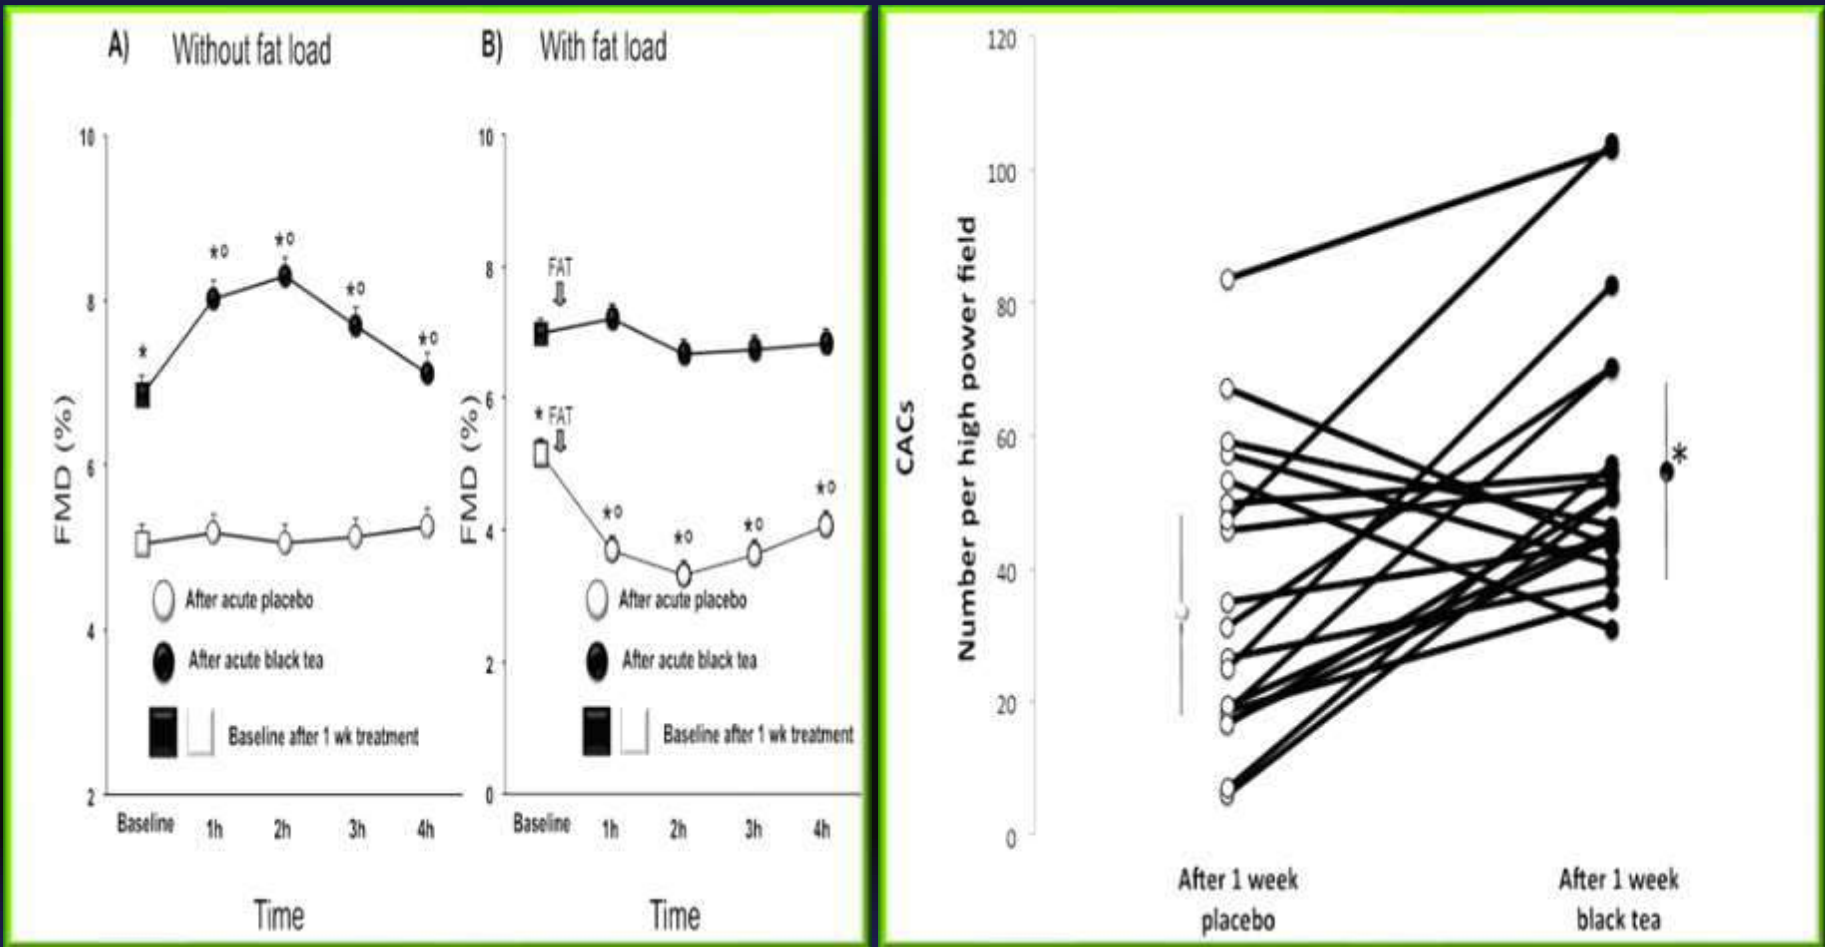 A) Without fat load
10
8
6
4
2
FMD (%)
*
*o
*o
*o
*o
After acute placebo
After acute black tea
Baseline after 1 wk treatment
Baseline 1h 2h 3h 4h
Time
B) With fat load
10
8
6
4
2
0
FMD (%)
FAT
* FAT
*o
*o
*o
*o
After acute placebo
After acute black tea
Baseline after 1 wk treatment
Baseline 1h 2h 3h 4h
Time
CACs
Number per high power field
120
100
80
60
40
20
0
*
After 1 week
placebo
After 1 week
black tea